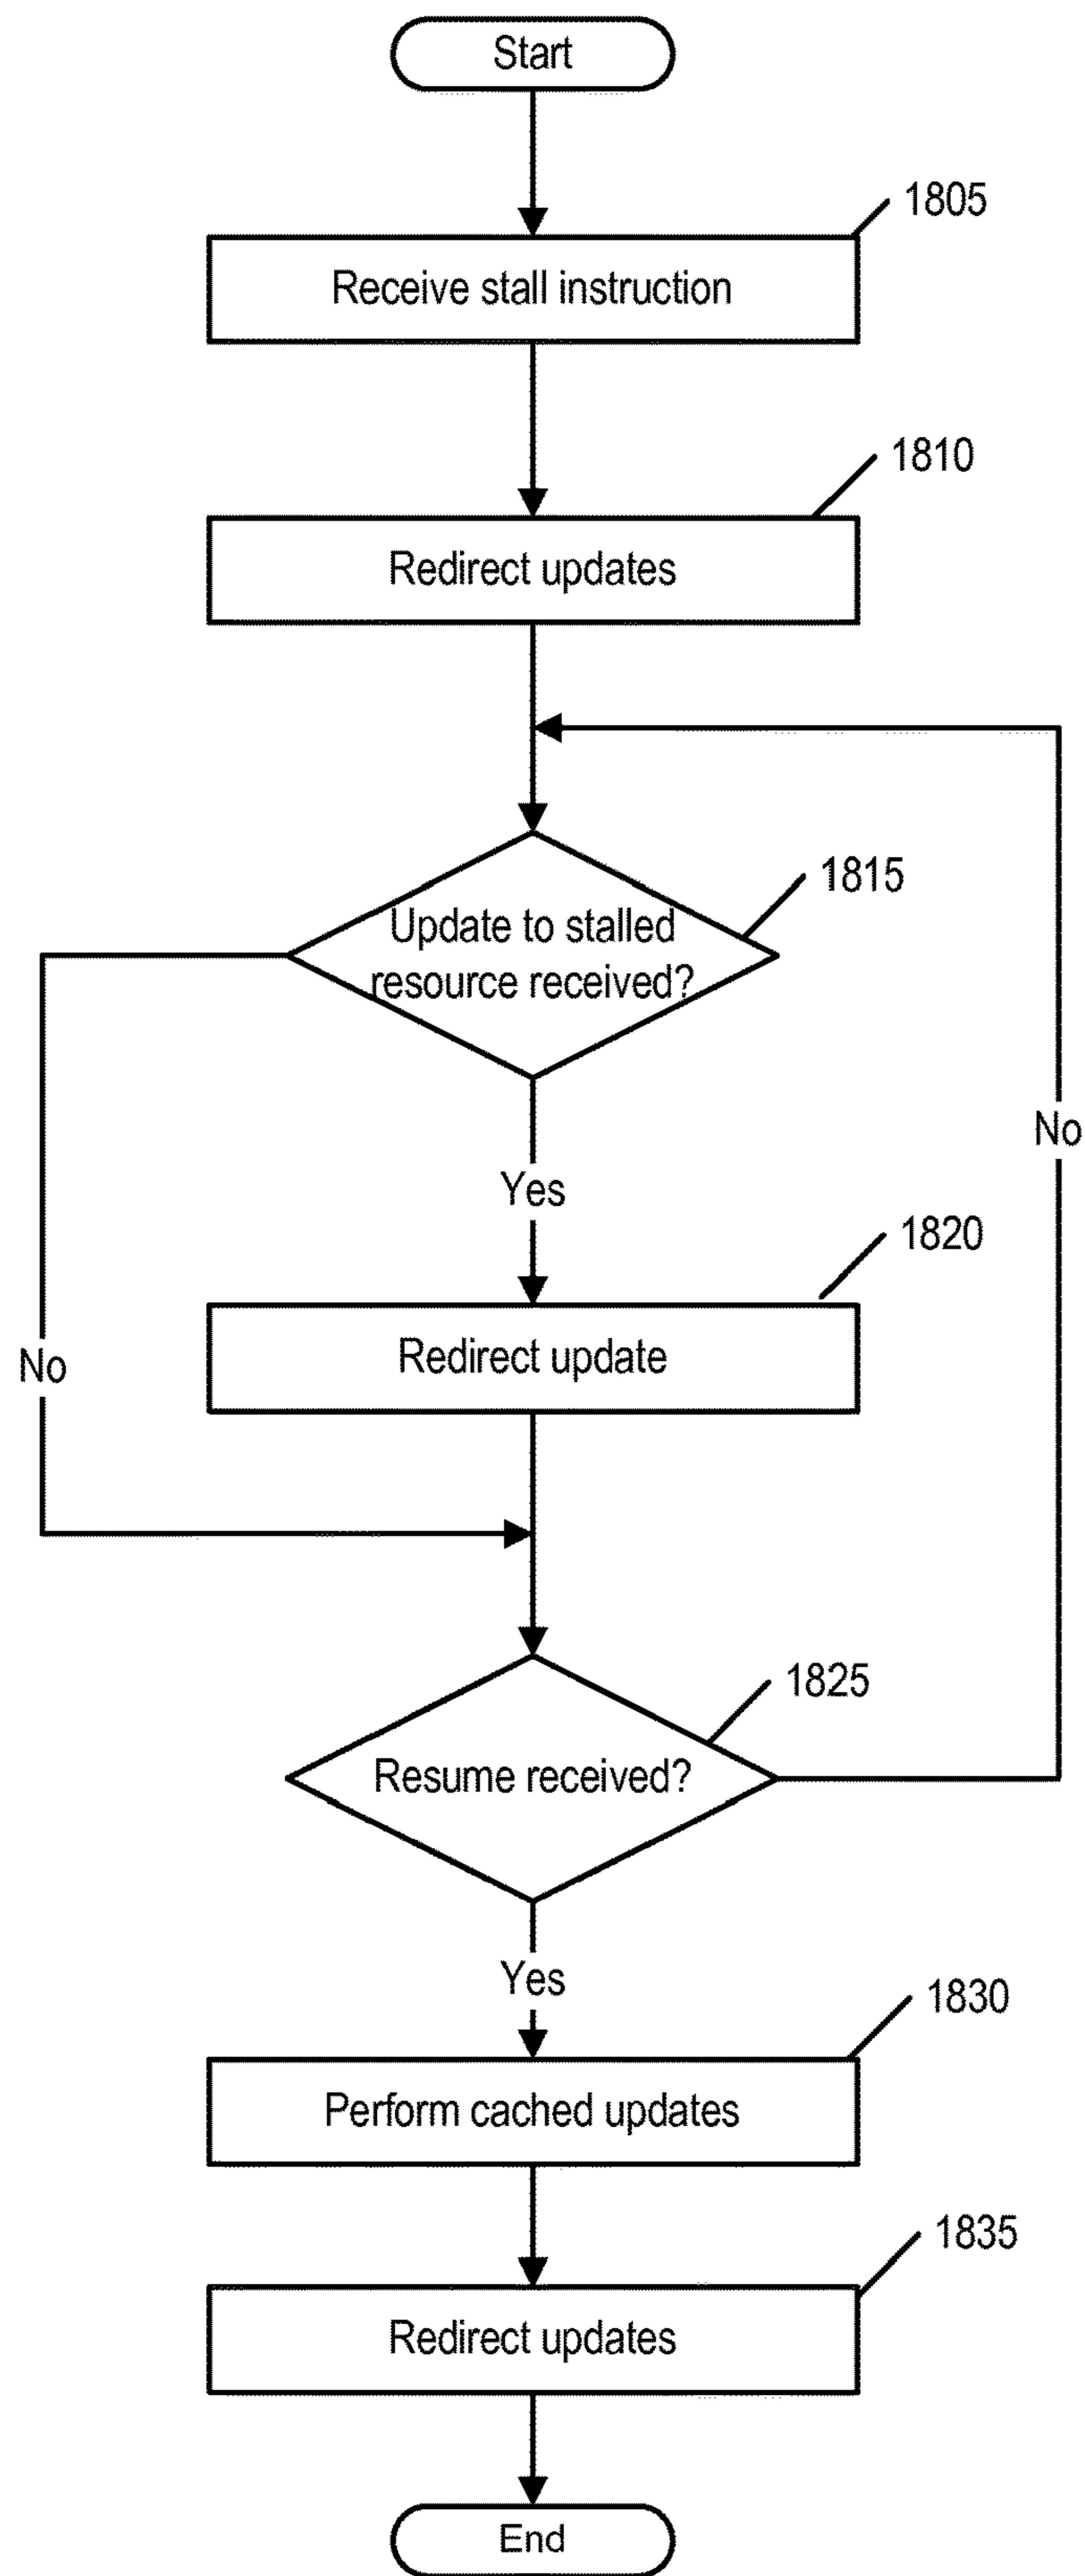 Start
1805
Receive stall instruction
1810
Redirect updates
1815
Update to stalled
resource received?
No
Yes
1820
Redirect update
No
1825
Resume received?
Yes
1830
Perform cached updates
1835
Redirect updates
End